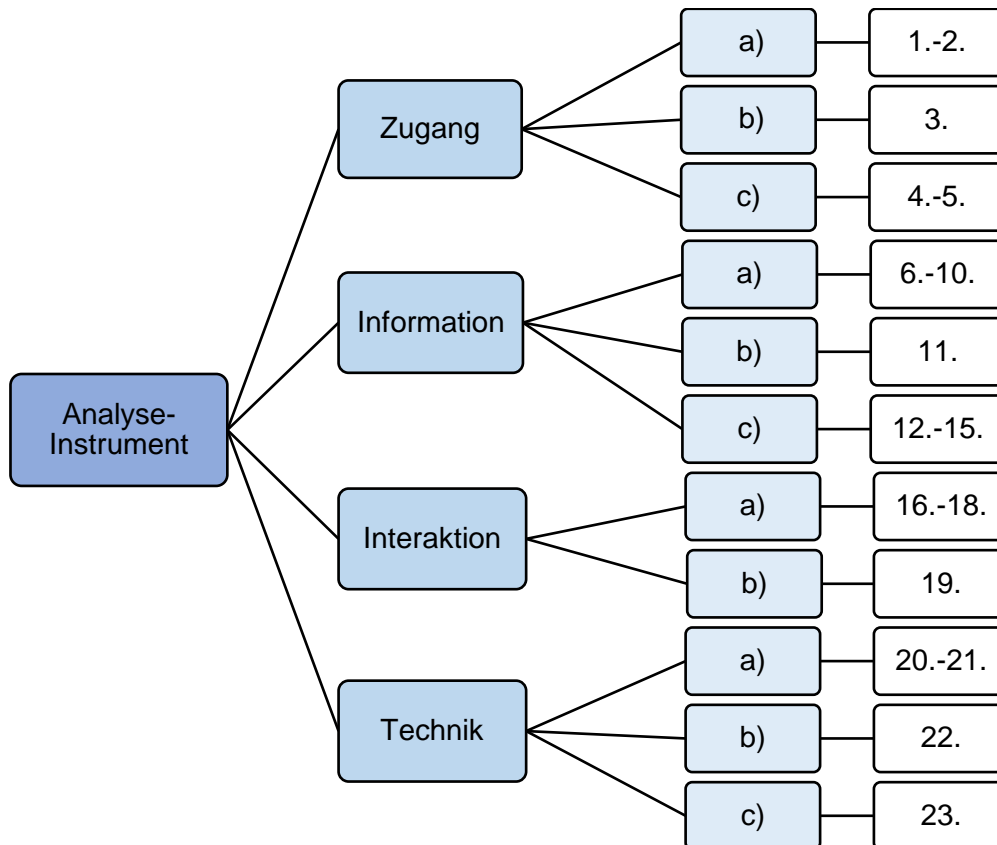 Analyse-
Instrument
Zugang
a)
1.-2.
b)
3.
c)
4.-5.
Information
a)
6.-10.
b)
11.
c)
12.-15.
Interaktion
a)
16.-18.
b)
19.
Technik
a)
20.-21.
b)
22.
c)
23.